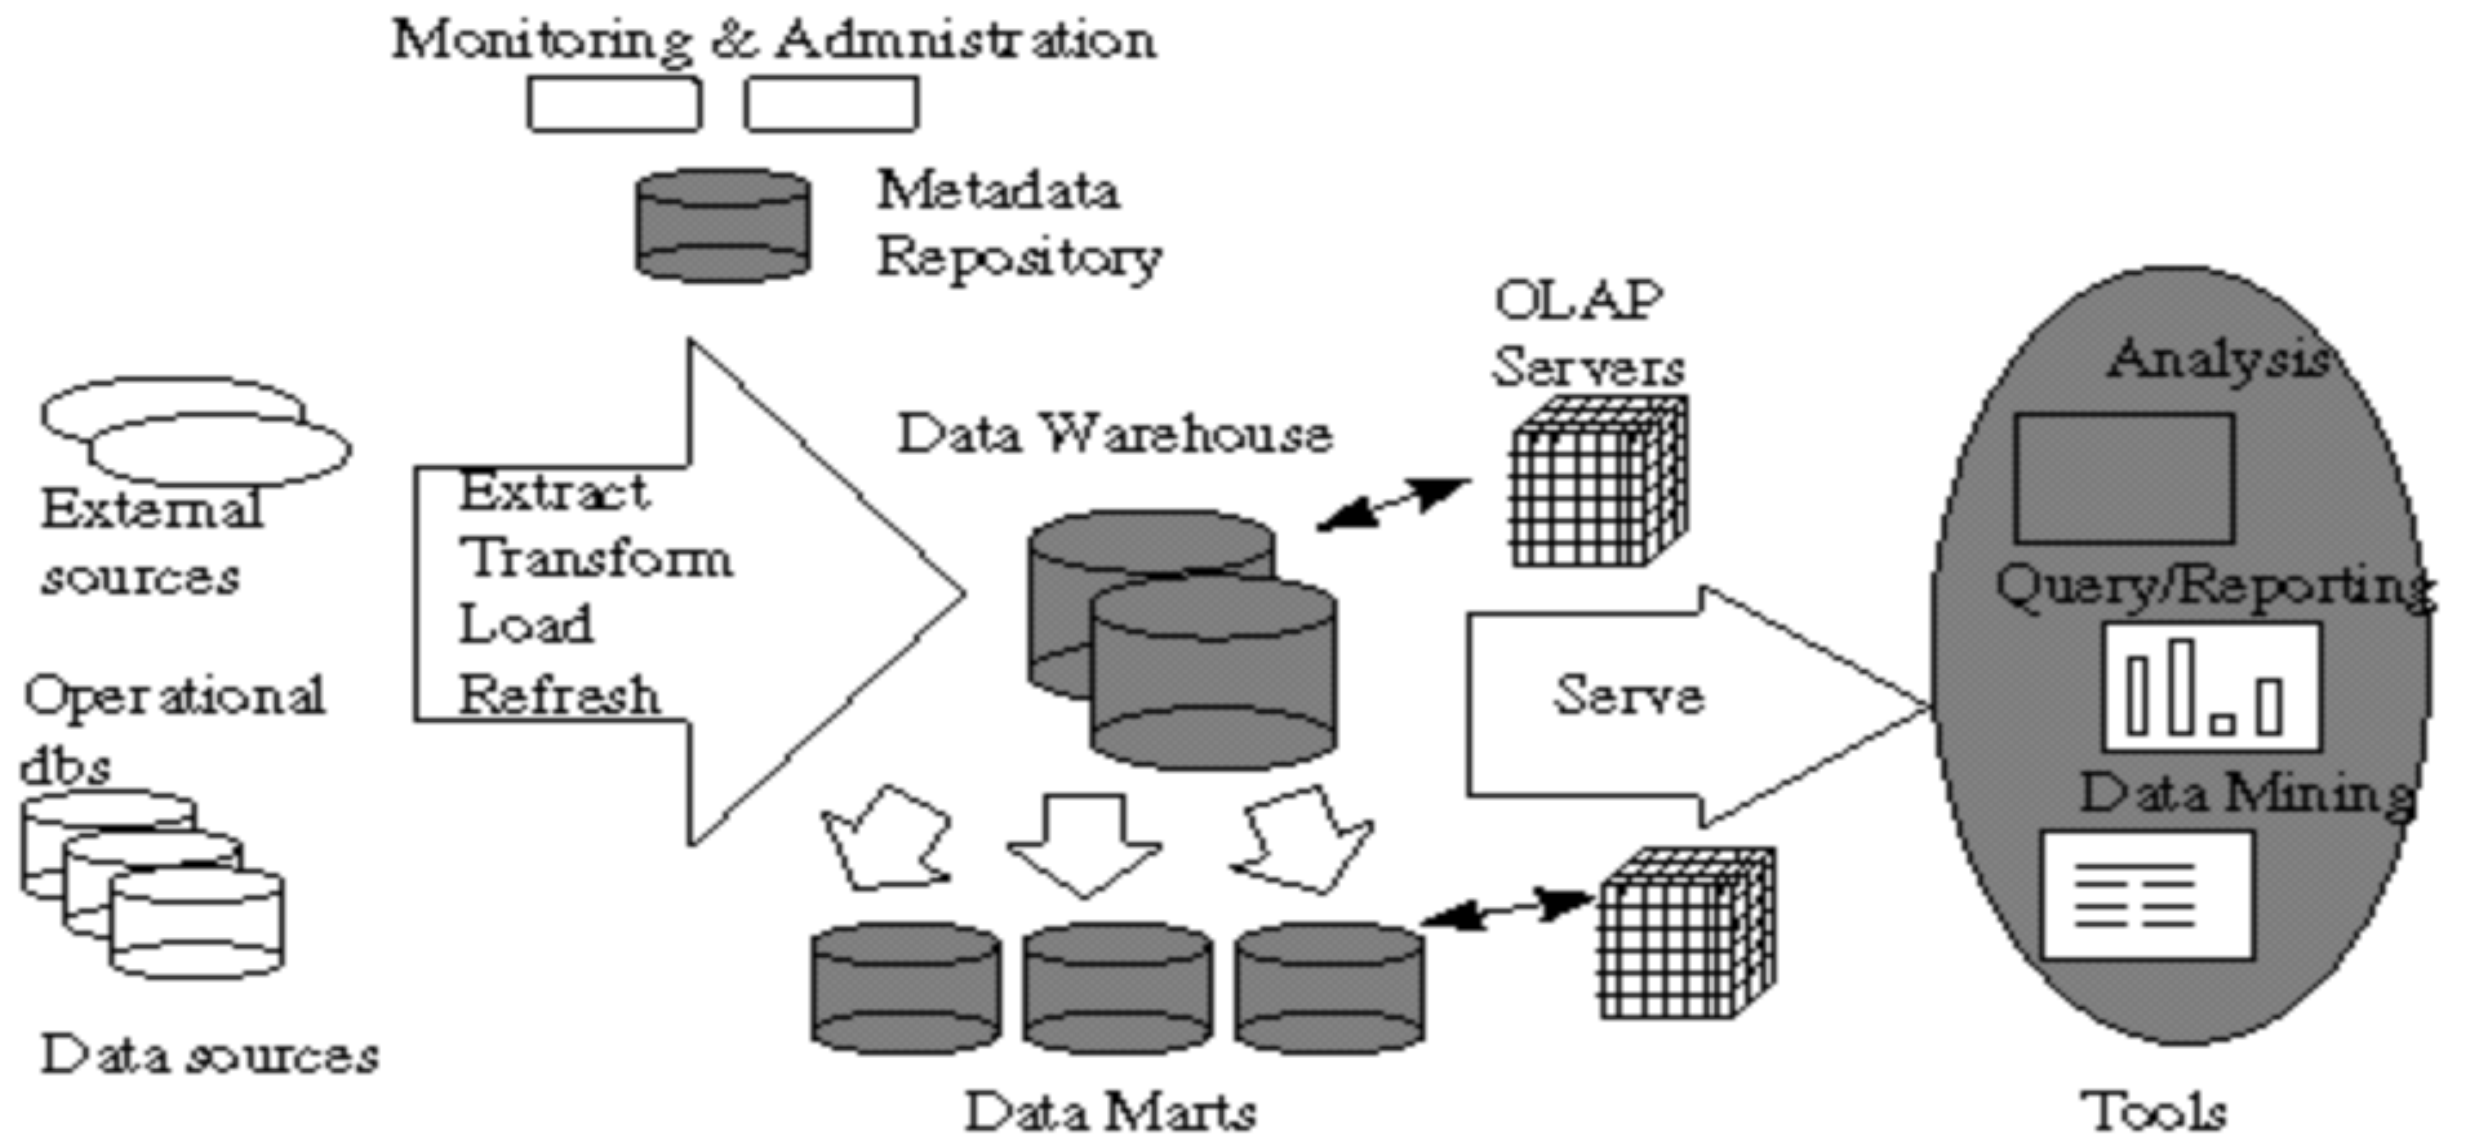 Monitoring & Admnistration
Metadata
Repository
External
sources
Operational
dbs
Data sources
Extract
Transform
Load
Refresh
Data Warehouse
OLAP
Servers
Serve
Data Marts
Analysis
Query/Reporting
Data Mining
Tools